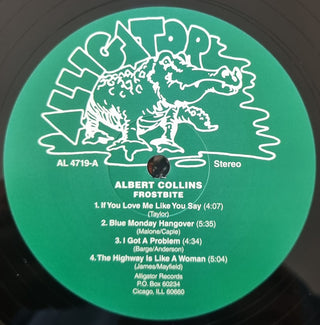 ALLIGATOR
AL 4719-A Stereo
ALBERT COLLINS
FROSTBITE
1. If You Love Me Like You Say (4:07)
(Taylor)
2. Blue Monday Hangover (5:35)
(Malone/Caple)
3. I Got A Problem (4:34)
(Barge/Anderson)
4. The Highway Is Like A Woman (5:04)
(James/Mayfield)
Alligator Records
P.O. Box 60234
Cicago, ILL 60660